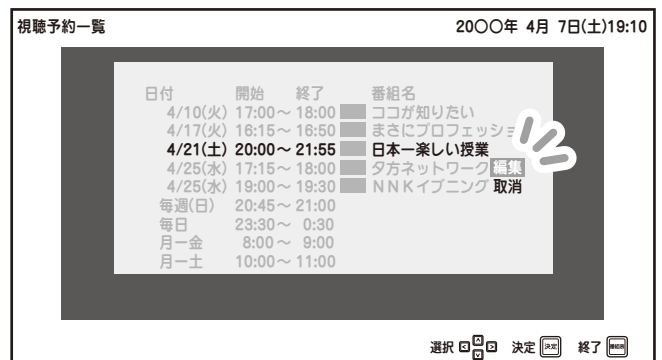 視聴予約一覧 20〇〇年 4月 7日(土)19:10
日付 開始 終了 番組名
4/10(火) 17:00～ 18:00 ココが知りたい
4/17(火) 16:15～ 16:50 まさにプロフェッショ
4/21(土) 20:00～ 21:55 日本一楽しい授業
4/25(水) 17:15～ 18:00 夕方ネットワーク 編集
4/25(水) 19:00～ 19:30 NNKイブニング 取消
毎週(日) 20:45～ 21:00
毎日 23:30～ 0:30
月ー金 8:00～ 9:00
月ー土 10:00～ 11:00
選択 決定 決定 終了